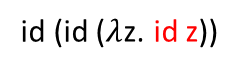 id (id (λz. id z))